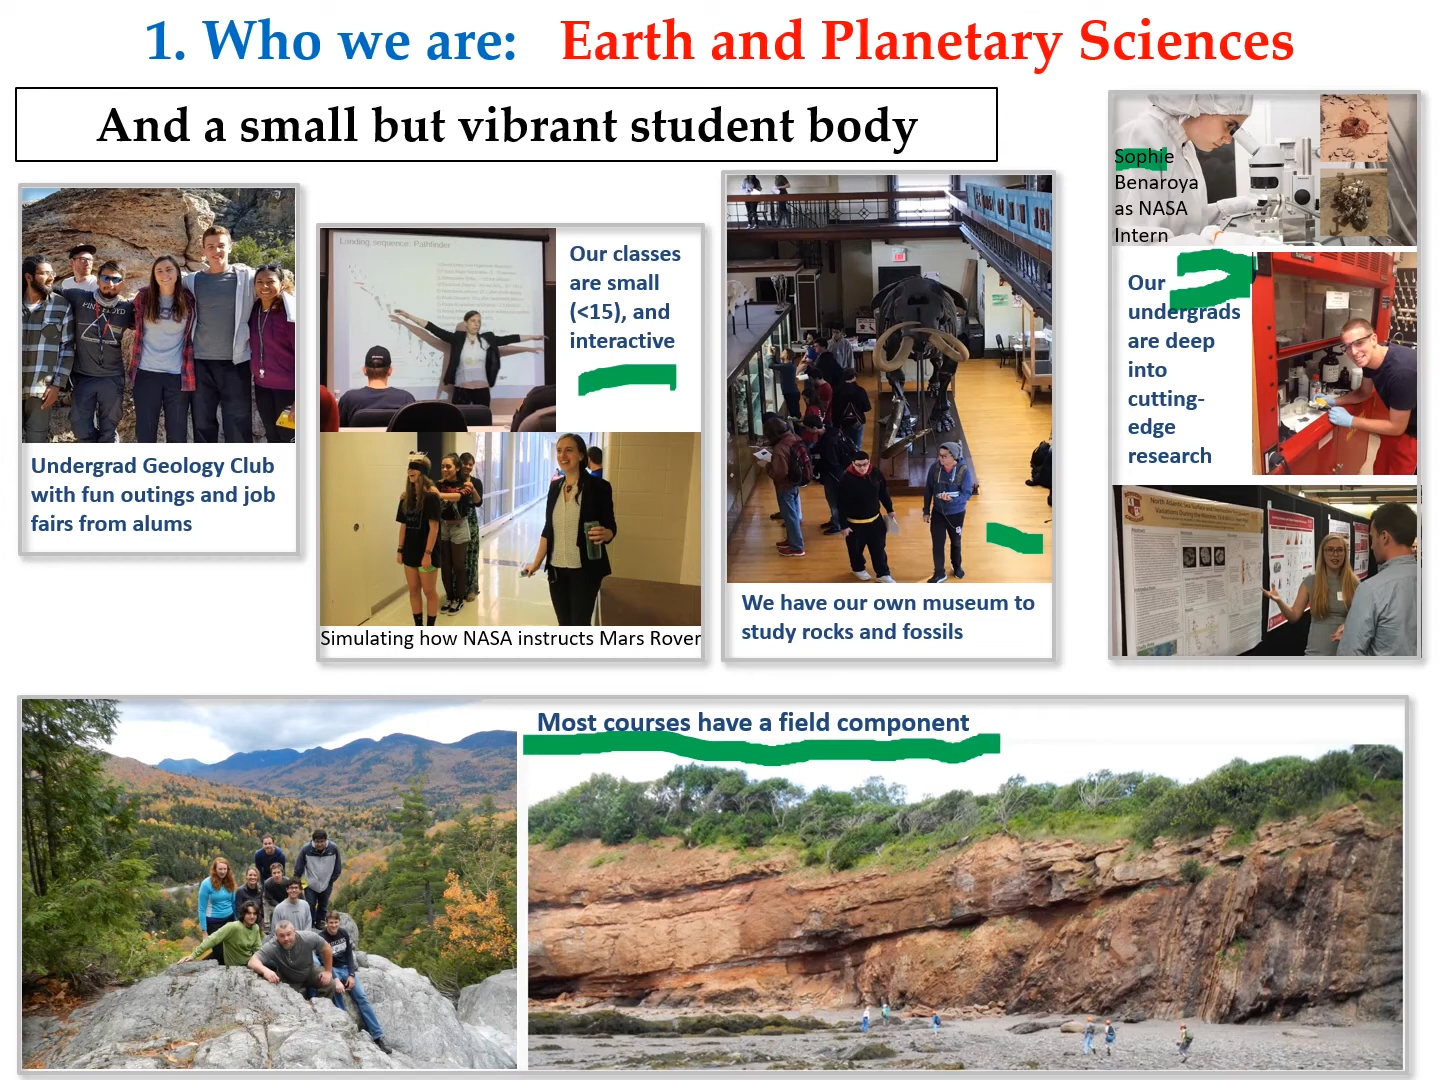 1. Who we are: Earth and Planetary Sciences
And a small but vibrant student body
Undergrad Geology Club
with fun outings and job
fairs from alums
Landing sequence: Pathfinder
Our classes
are small
(<15), and
interactive
Simulating how NASA instructs Mars Rover
We have our own museum to
study rocks and fossils
Sophie
Benaroya
as NASA
Intern
Our
undergrads
are deep
into
cutting-
edge
research
Most courses have a field component